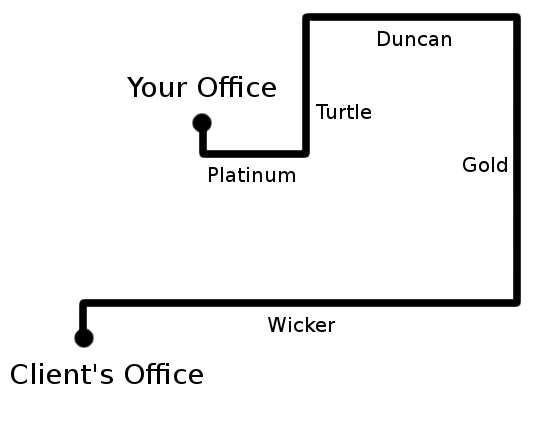 Duncan
Your Office
Turtle
Platinum
Gold
Wicker
Client's Office